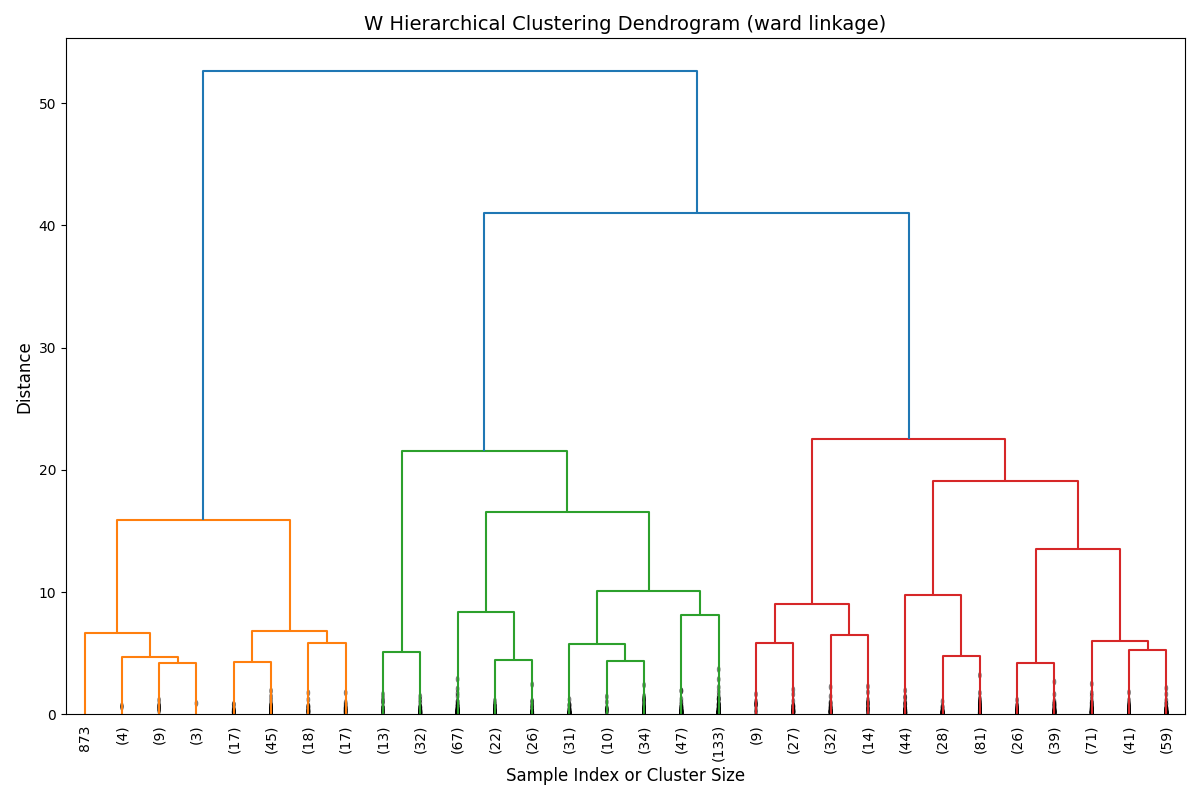 W Hierarchical Clustering Dendrogram (ward linkage)
Distance
50
40
30
20
10
0
873 (4) (9) (3) (17) (45) (18) (17) (13) (32) (67) (22) (26) (31) (10) (34) (47) (133) (9) (27) (32) (14) (44) (28) (81) (26) (39) (71) (41) (59)
Sample Index or Cluster Size